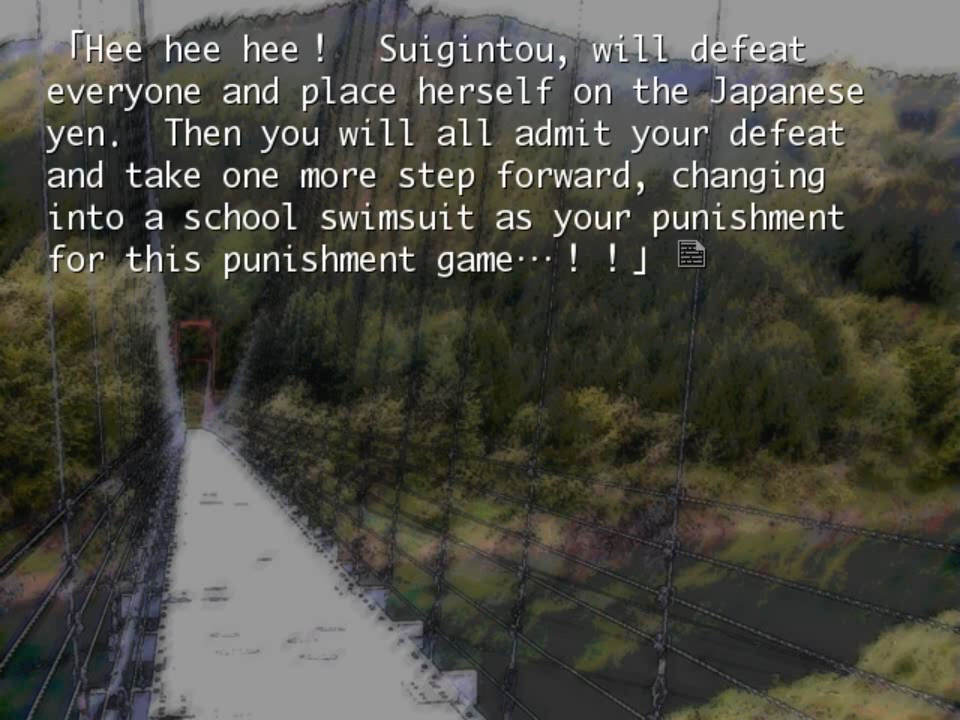 「Hee hee hee！ Suigintou, will defeat
everyone and place herself on the Japanese
yen. Then you will all admit your defeat
and take one more step forward, changing
into a school swimsuit as your punishment
for this punishment game…！！」